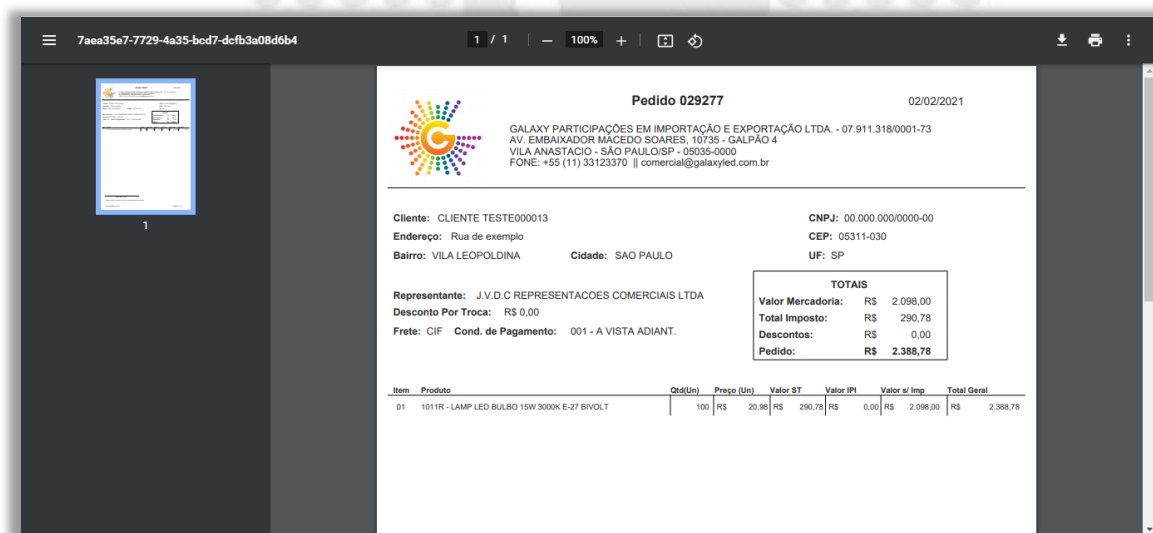 7aea35e7-7729-4a35-bcd7-dcfb3a08d6b4
1 / 1
100%
1
Pedido 029277 02/02/2021
G
GALAXY PARTICIPAÇÕES EM IMPORTAÇÃO E EXPORTAÇÃO LTDA. - 07.911.318/0001-73
AV. EMBAIXADOR MACEDO SOARES, 10735 - GALPÃO 4
VILA ANASTACIO - SÃO PAULO/SP - 05035-0000
FONE: +55 (11) 33123370 || comercial@galaxyled.com.br
Cliente: CLIENTE TESTE000013 CNPJ: 00.000.000/0000-00
Endereço: Rua de exemplo CEP: 05311-030
Bairro: VILA LEOPOLDINA Cidade: SAO PAULO UF: SP
Representante: J.V.D.C REPRESENTACOES COMERCIAIS LTDA
Desconto Por Troca: R$ 0,00
Frete: CIF Cond. de Pagamento: 001 - A VISTA ADIANT.
TOTAIS
Valor Mercadoria: R$ 2.098,00
Total Imposto: R$ 290,78
Descontos: R$ 0,00
Pedido: R$ 2.388,78
Item Produto Qtd(Un) Preço (Un) Valor ST Valor IPI Valor s/ Imp Total Geral
01 1011R - LAMP LED BULBO 15W 3000K E-27 BIVOLT 100 R$ 20,98 R$ 290,78 R$ 0,00 R$ 2.098,00 R$ 2.388,78